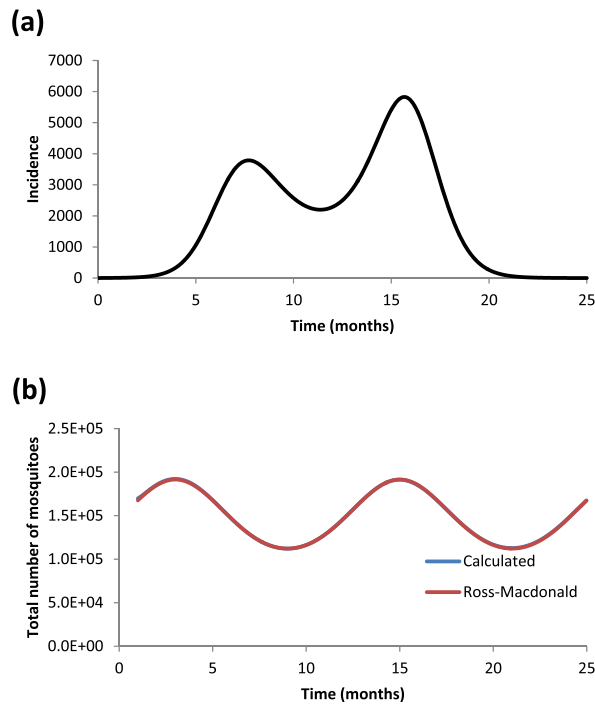 (a)
7000
6000
5000
4000
3000
2000
1000
0
Incidence
0 5 10 15 20 25
Time (months)
(b)
2.5E+05
2.0E+05
1.5E+05
1.0E+05
5.0E+04
0.0E+00
Total number of mosquitoes
Calculated
Ross-Macdonald
0 5 10 15 20 25
Time (months)